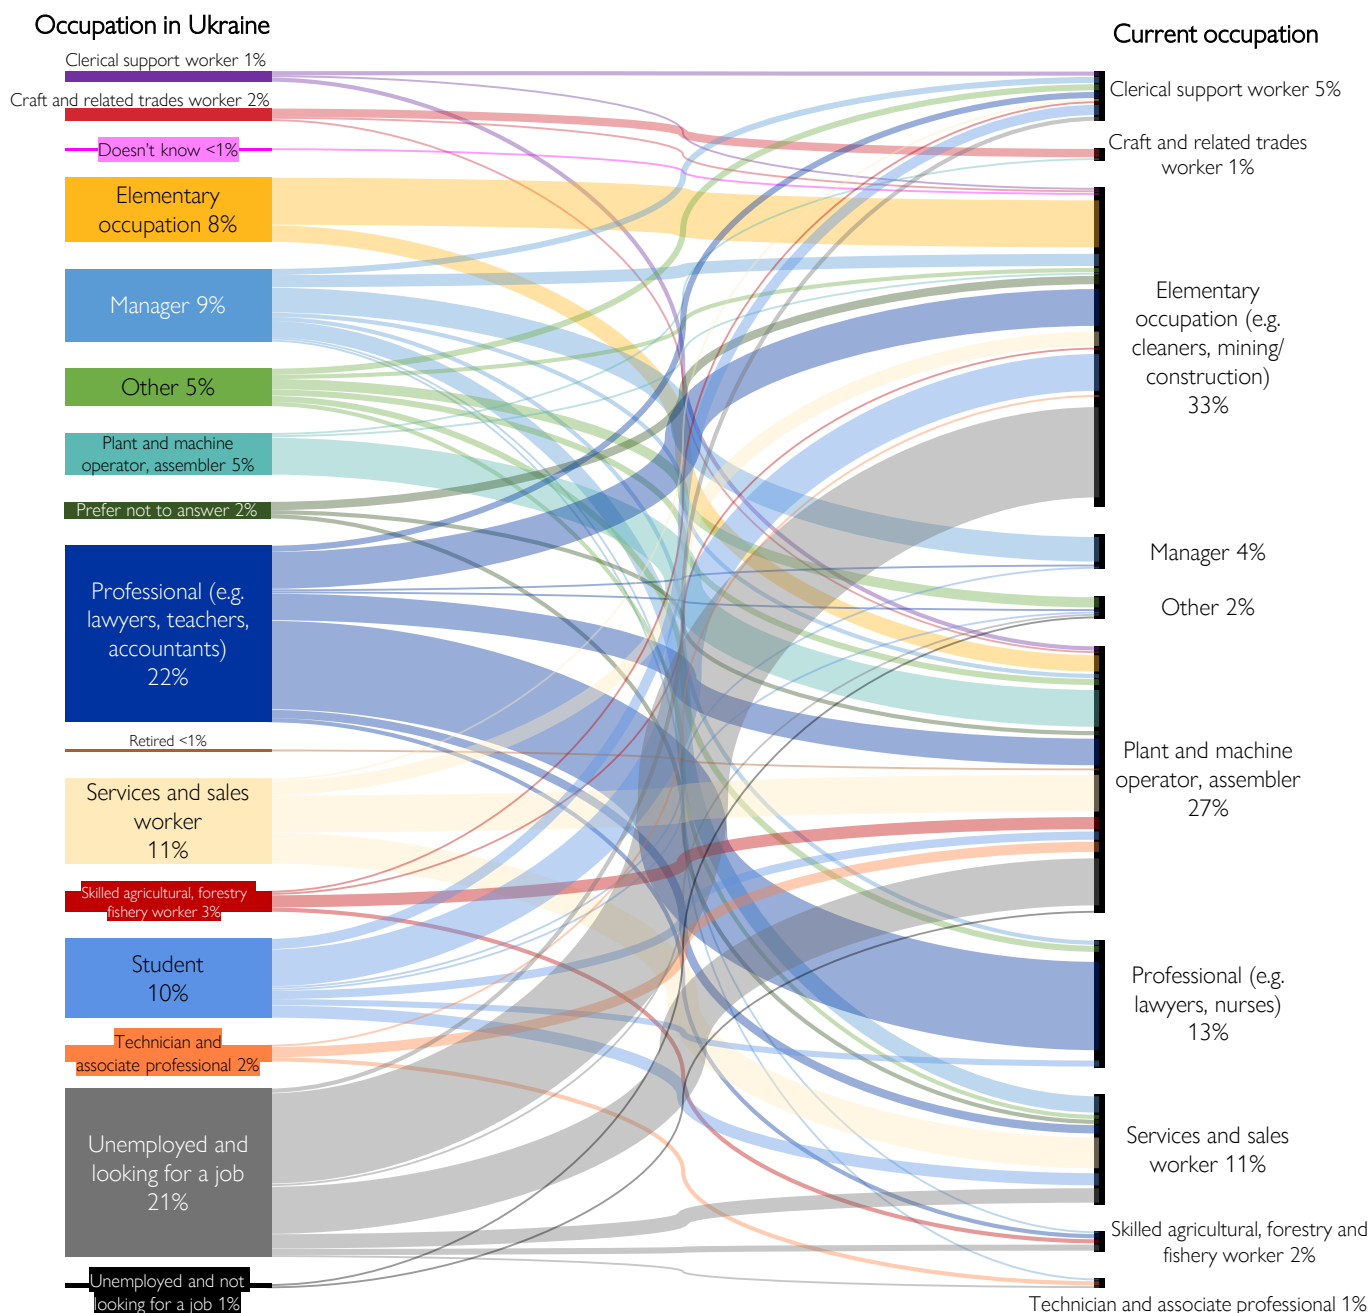 Occupation in Ukraine
Clerical support worker 1%
Craft and related trades worker 2%
Doesn't know <1%
Elementary
occupation 8%
Manager 9%
Other 5%
Plant and machine
operator, assembler 5%
Prefer not to answer 2%
Professional (e.g.
lawyers, teachers,
accountants)
22%
Retired <1%
Services and sales
worker
11%
Skilled agricultural, forestry
fishery worker 3%
Student
10%
Technician and
associate professional 2%
Unemployed and
looking for a job
21%
Unemployed and not
looking for a job 1%
Current occupation
Clerical support worker 5%
Craft and related trades
worker 1%
Elementary
occupation (e.g.
cleaners, mining/
construction)
33%
Manager 4%
Other 2%
Plant and machine
operator, assembler
27%
Professional (e.g.
lawyers, nurses)
13%
Services and sales
worker 11%
Skilled agricultural, forestry and
fishery worker 2%
Technician and associate professional 1%